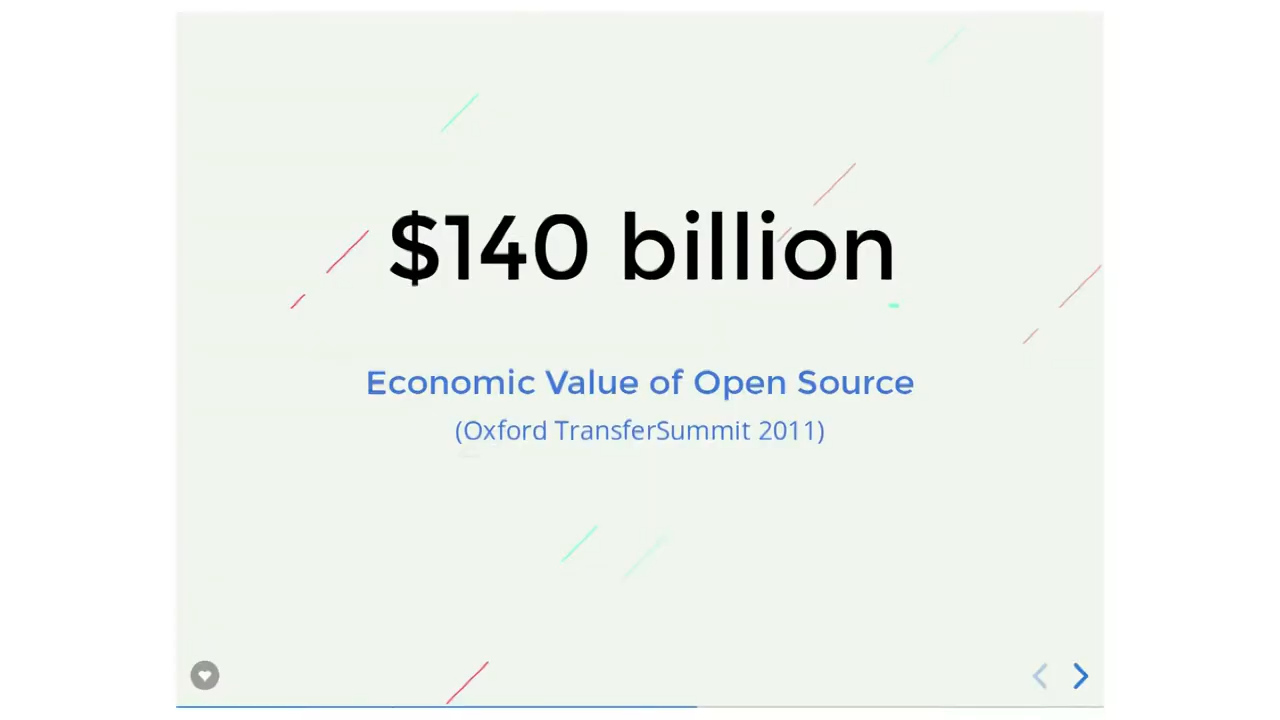 $140 billion
Economic Value of Open Source
(Oxford TransferSummit 2011)